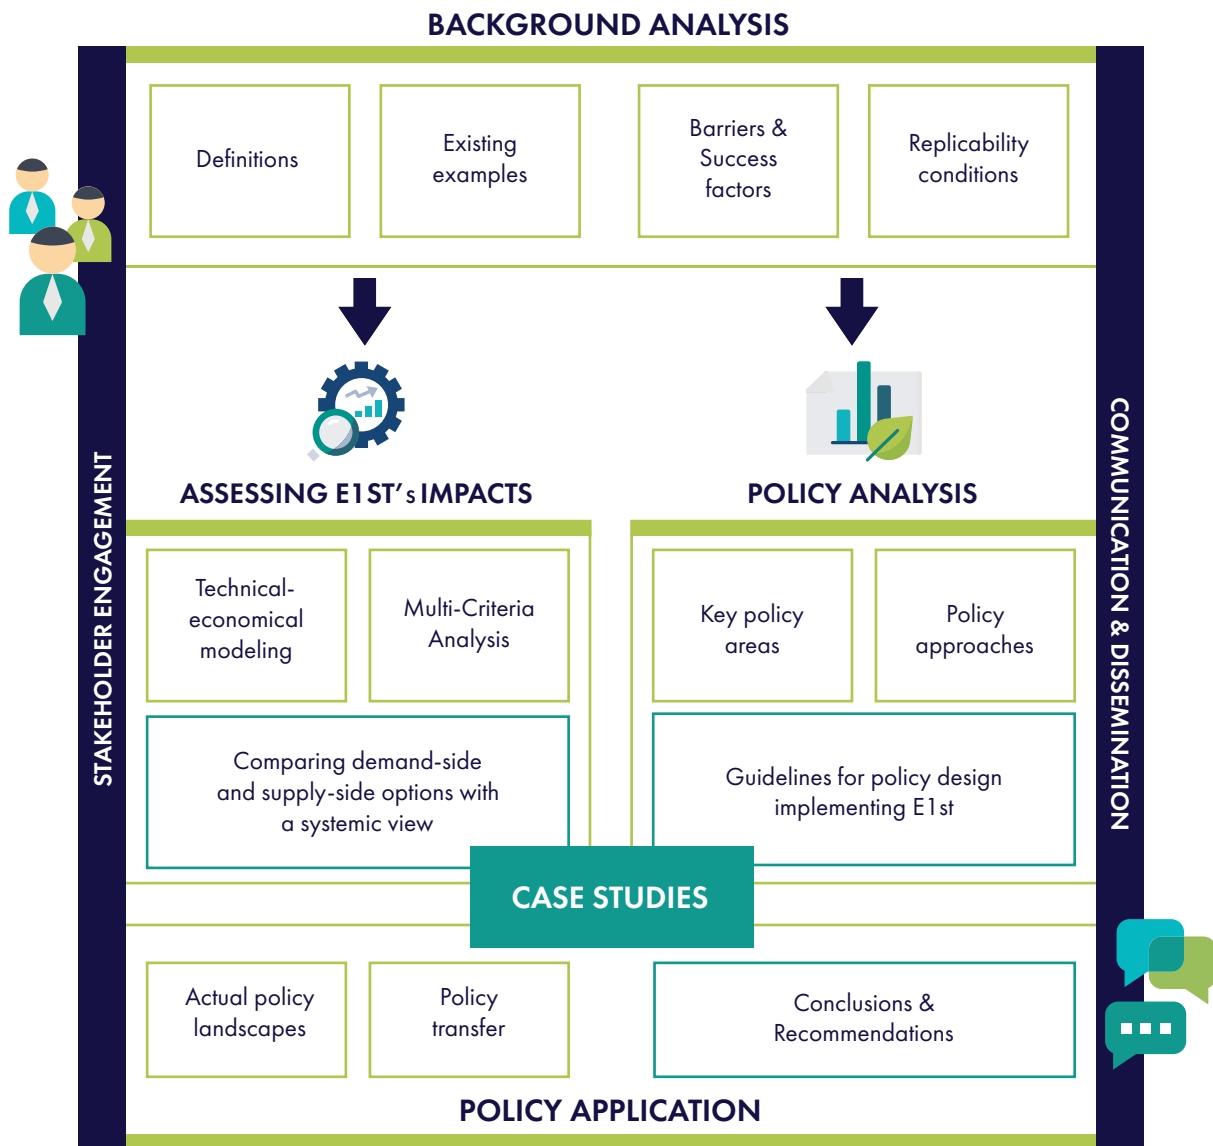 BACKGROUND ANALYSIS
Definitions
Existing
examples
Barriers &
Success
factors
Replicability
conditions
STAKEHOLDER ENGAGEMENT
COMMUNICATION & DISSEMINATION
ASSESSING E1ST's IMPACTS
Technical-
economical
modeling
Multi-Criteria
Analysis
Comparing demand-side
and supply-side options with
a systemic view
POLICY ANALYSIS
Key policy
areas
Policy
approaches
Guidelines for policy design
implementing E1st
CASE STUDIES
Actual policy
landscapes
Policy
transfer
Conclusions &
Recommendations
POLICY APPLICATION